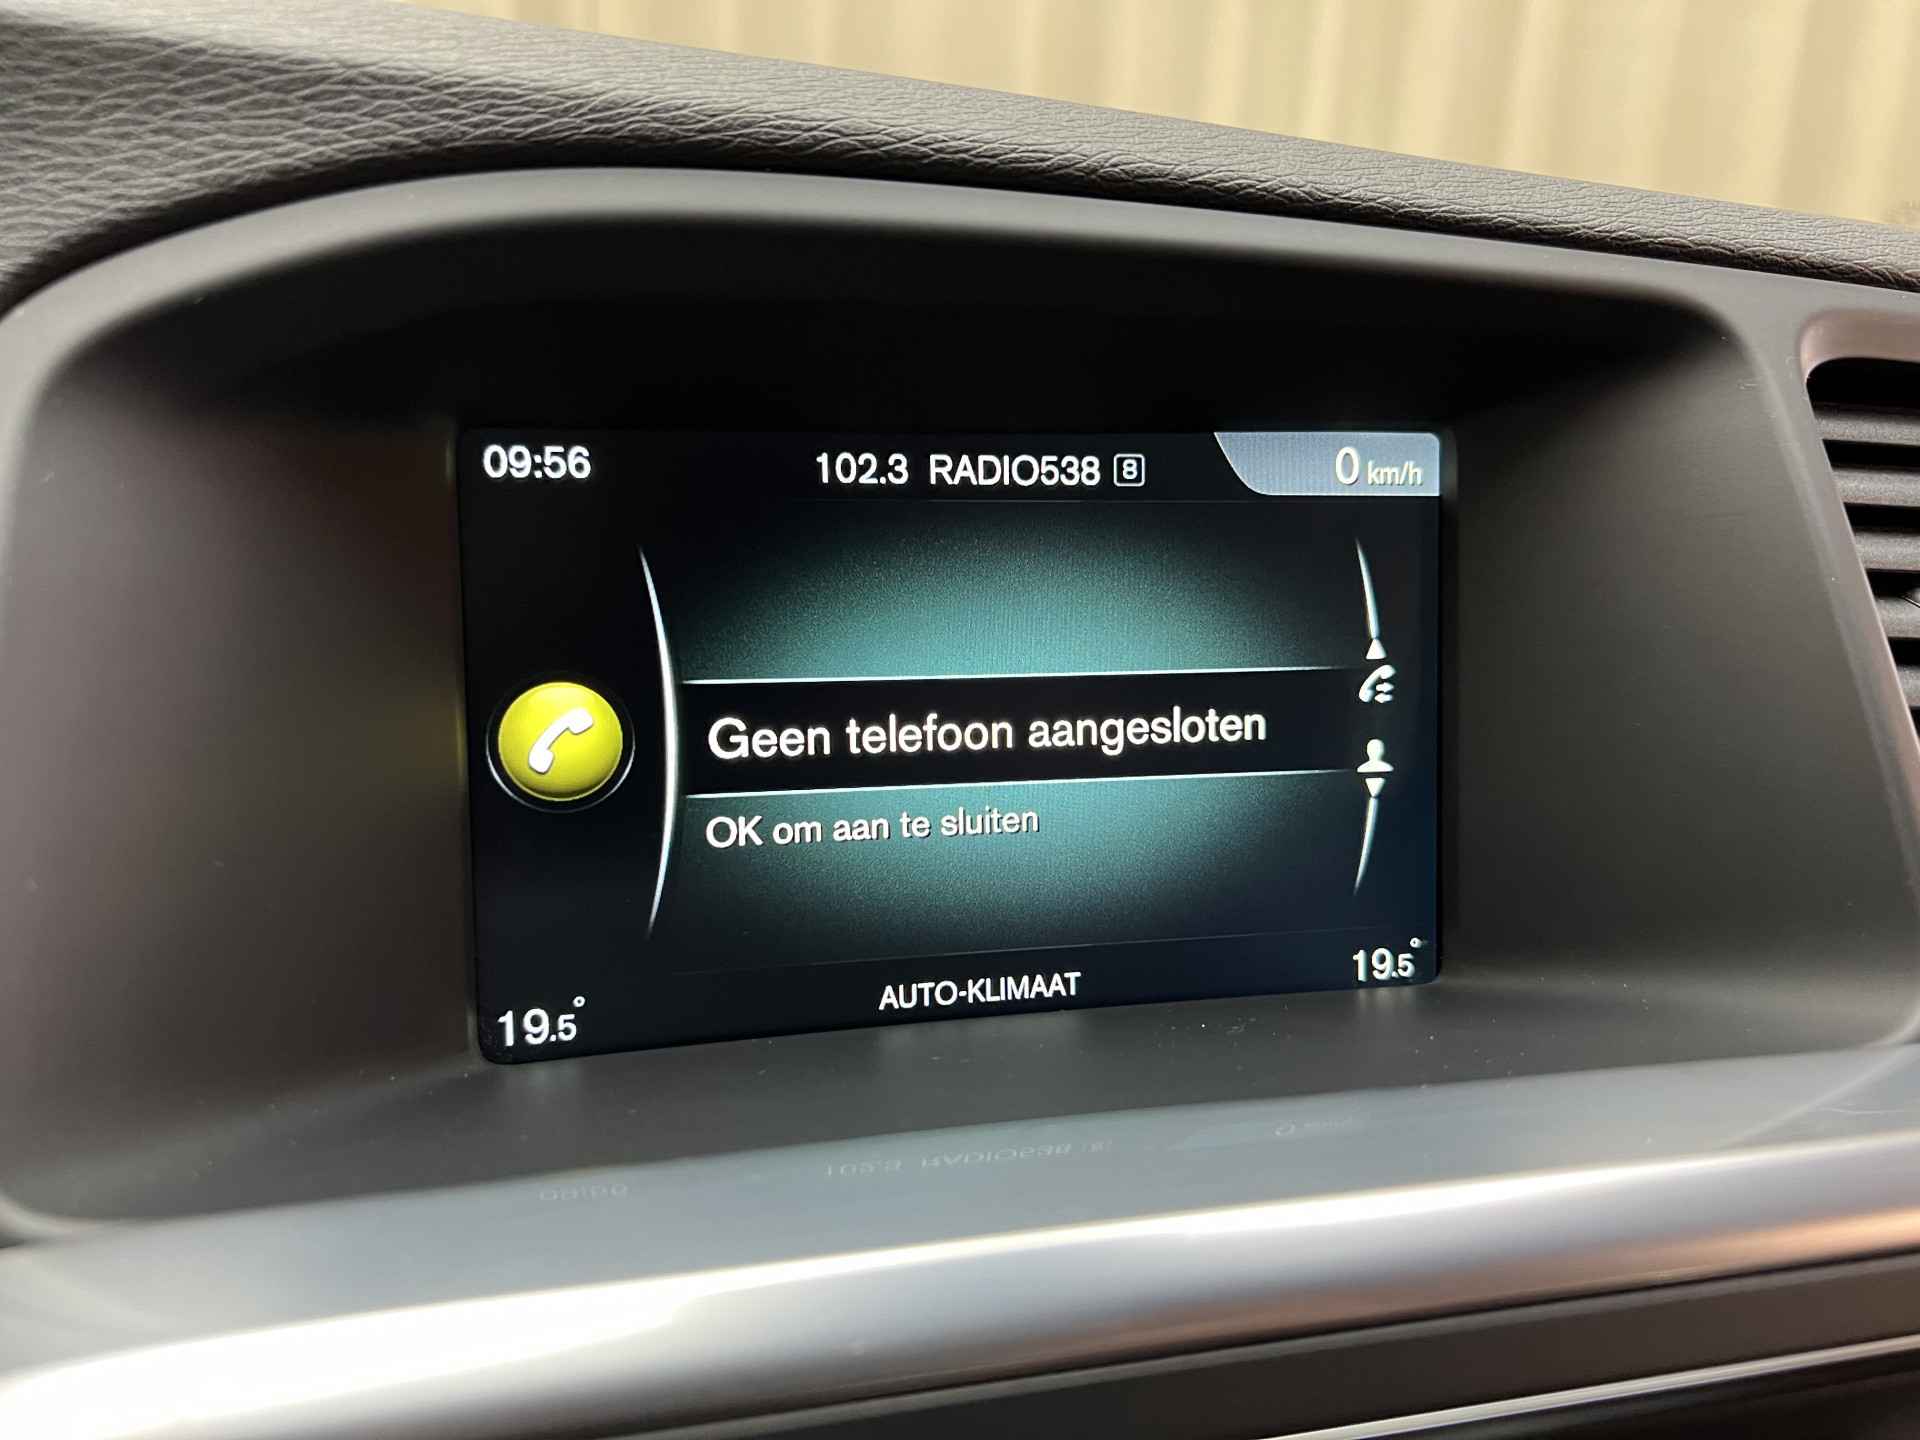 09:56
102.3 RADIO538 8
0 km/h
Geen telefoon aangesloten
OK om aan te sluiten
19.5°
AUTO-KLIMAAT
19.5°